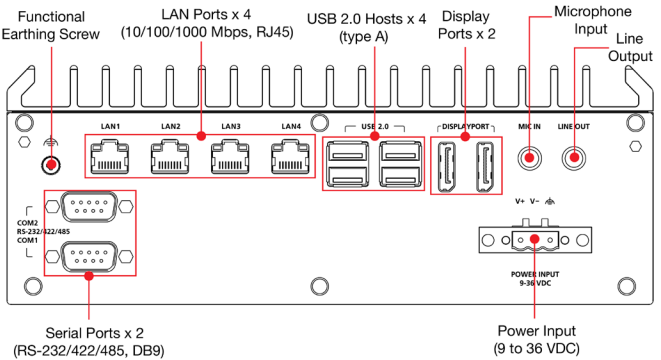 Functional
Earthing Screw
LAN Ports x 4
(10/100/1000 Mbps, RJ45)
USB 2.0 Hosts x 4
(type A)
Display
Ports x 2
Microphone
Input
Line
Output
LAN1
LAN2
LAN3
LAN4
USB 2.0
DISPLAYPORT
MIC IN
LINE OUT
COM2
RS-232/422/485
COM1
V+ V-
POWER INPUT
9-36 VDC
Serial Ports x 2
(RS-232/422/485, DB9)
Power Input
(9 to 36 VDC)